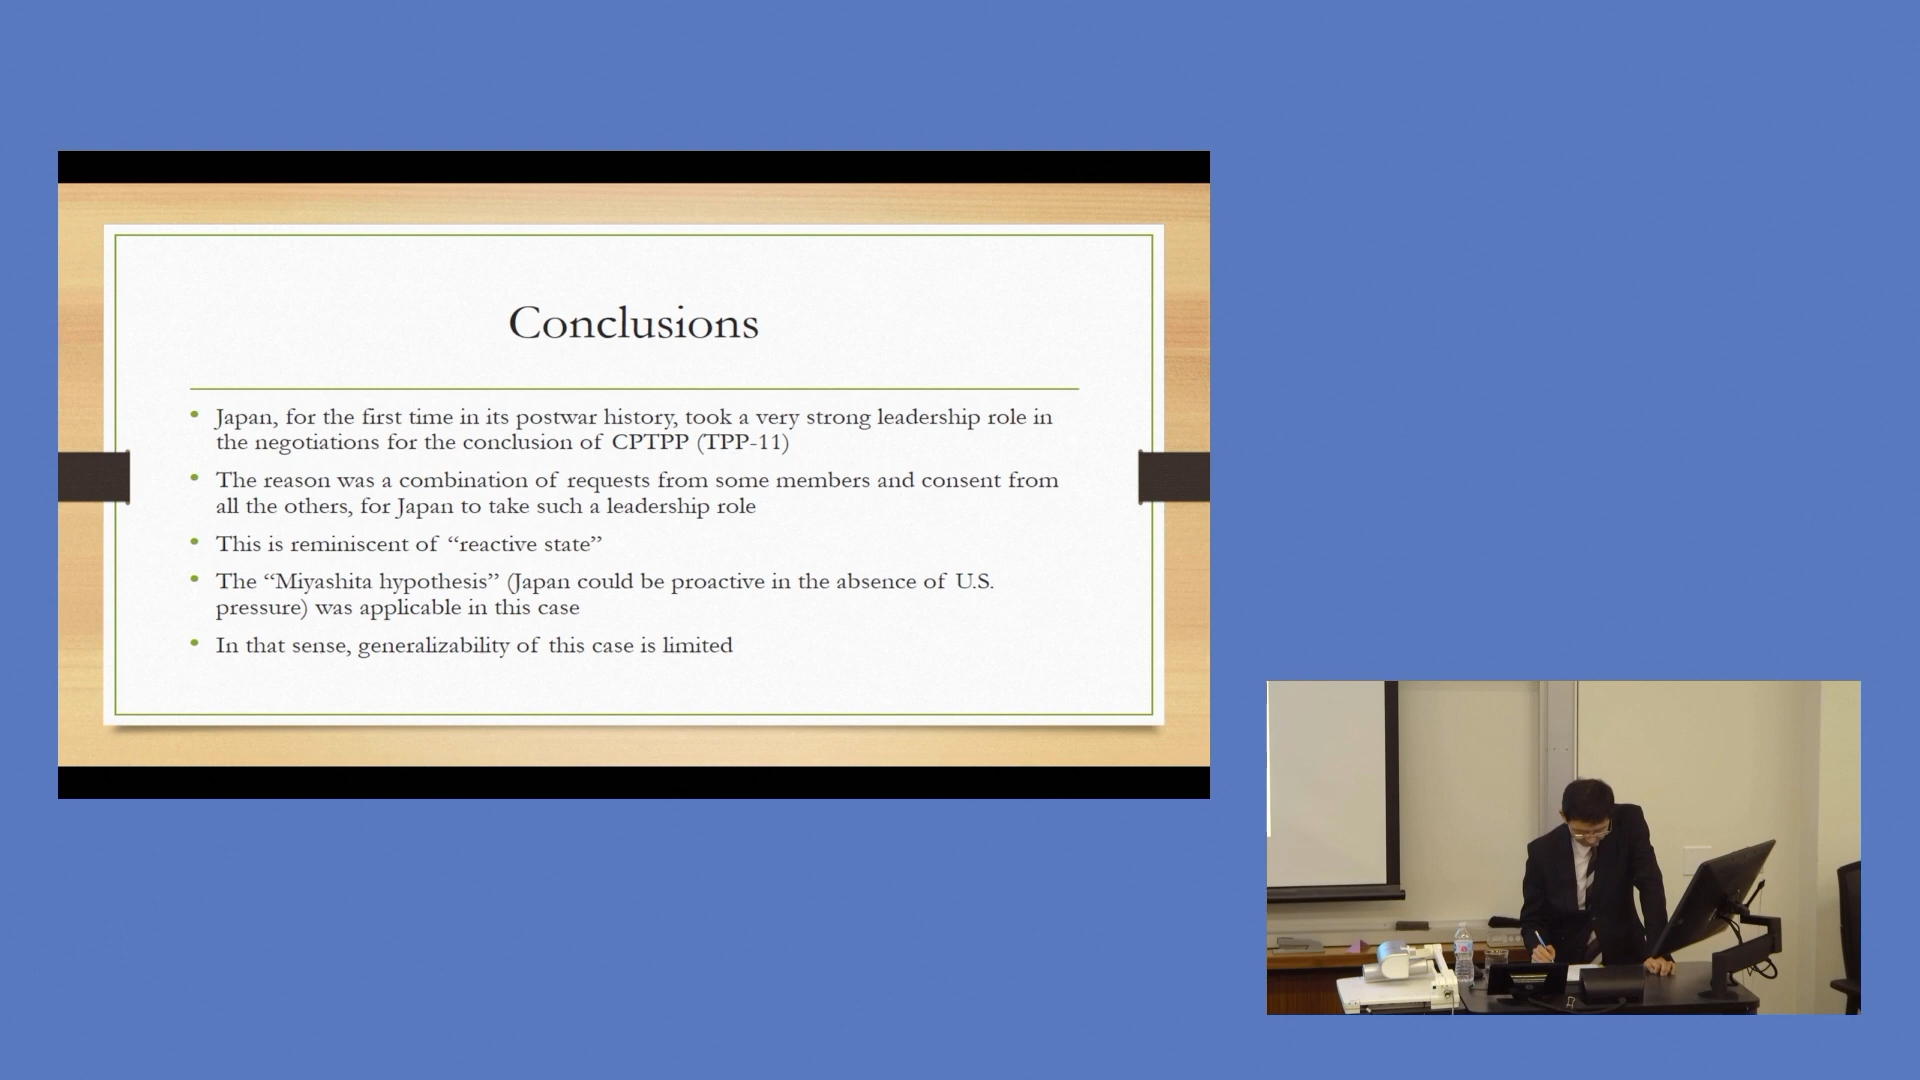 Conclusions
• Japan, for the first time in its postwar history, took a very strong leadership role in
the negotiations for the conclusion of CPTPP (TPP-11)
• The reason was a combination of requests from some members and consent from
all the others, for Japan to take such a leadership role
• This is reminiscent of “reactive state”
• The “Miyashita hypothesis” (Japan could be proactive in the absence of U.S.
pressure) was applicable in this case
• In that sense, generalizability of this case is limited